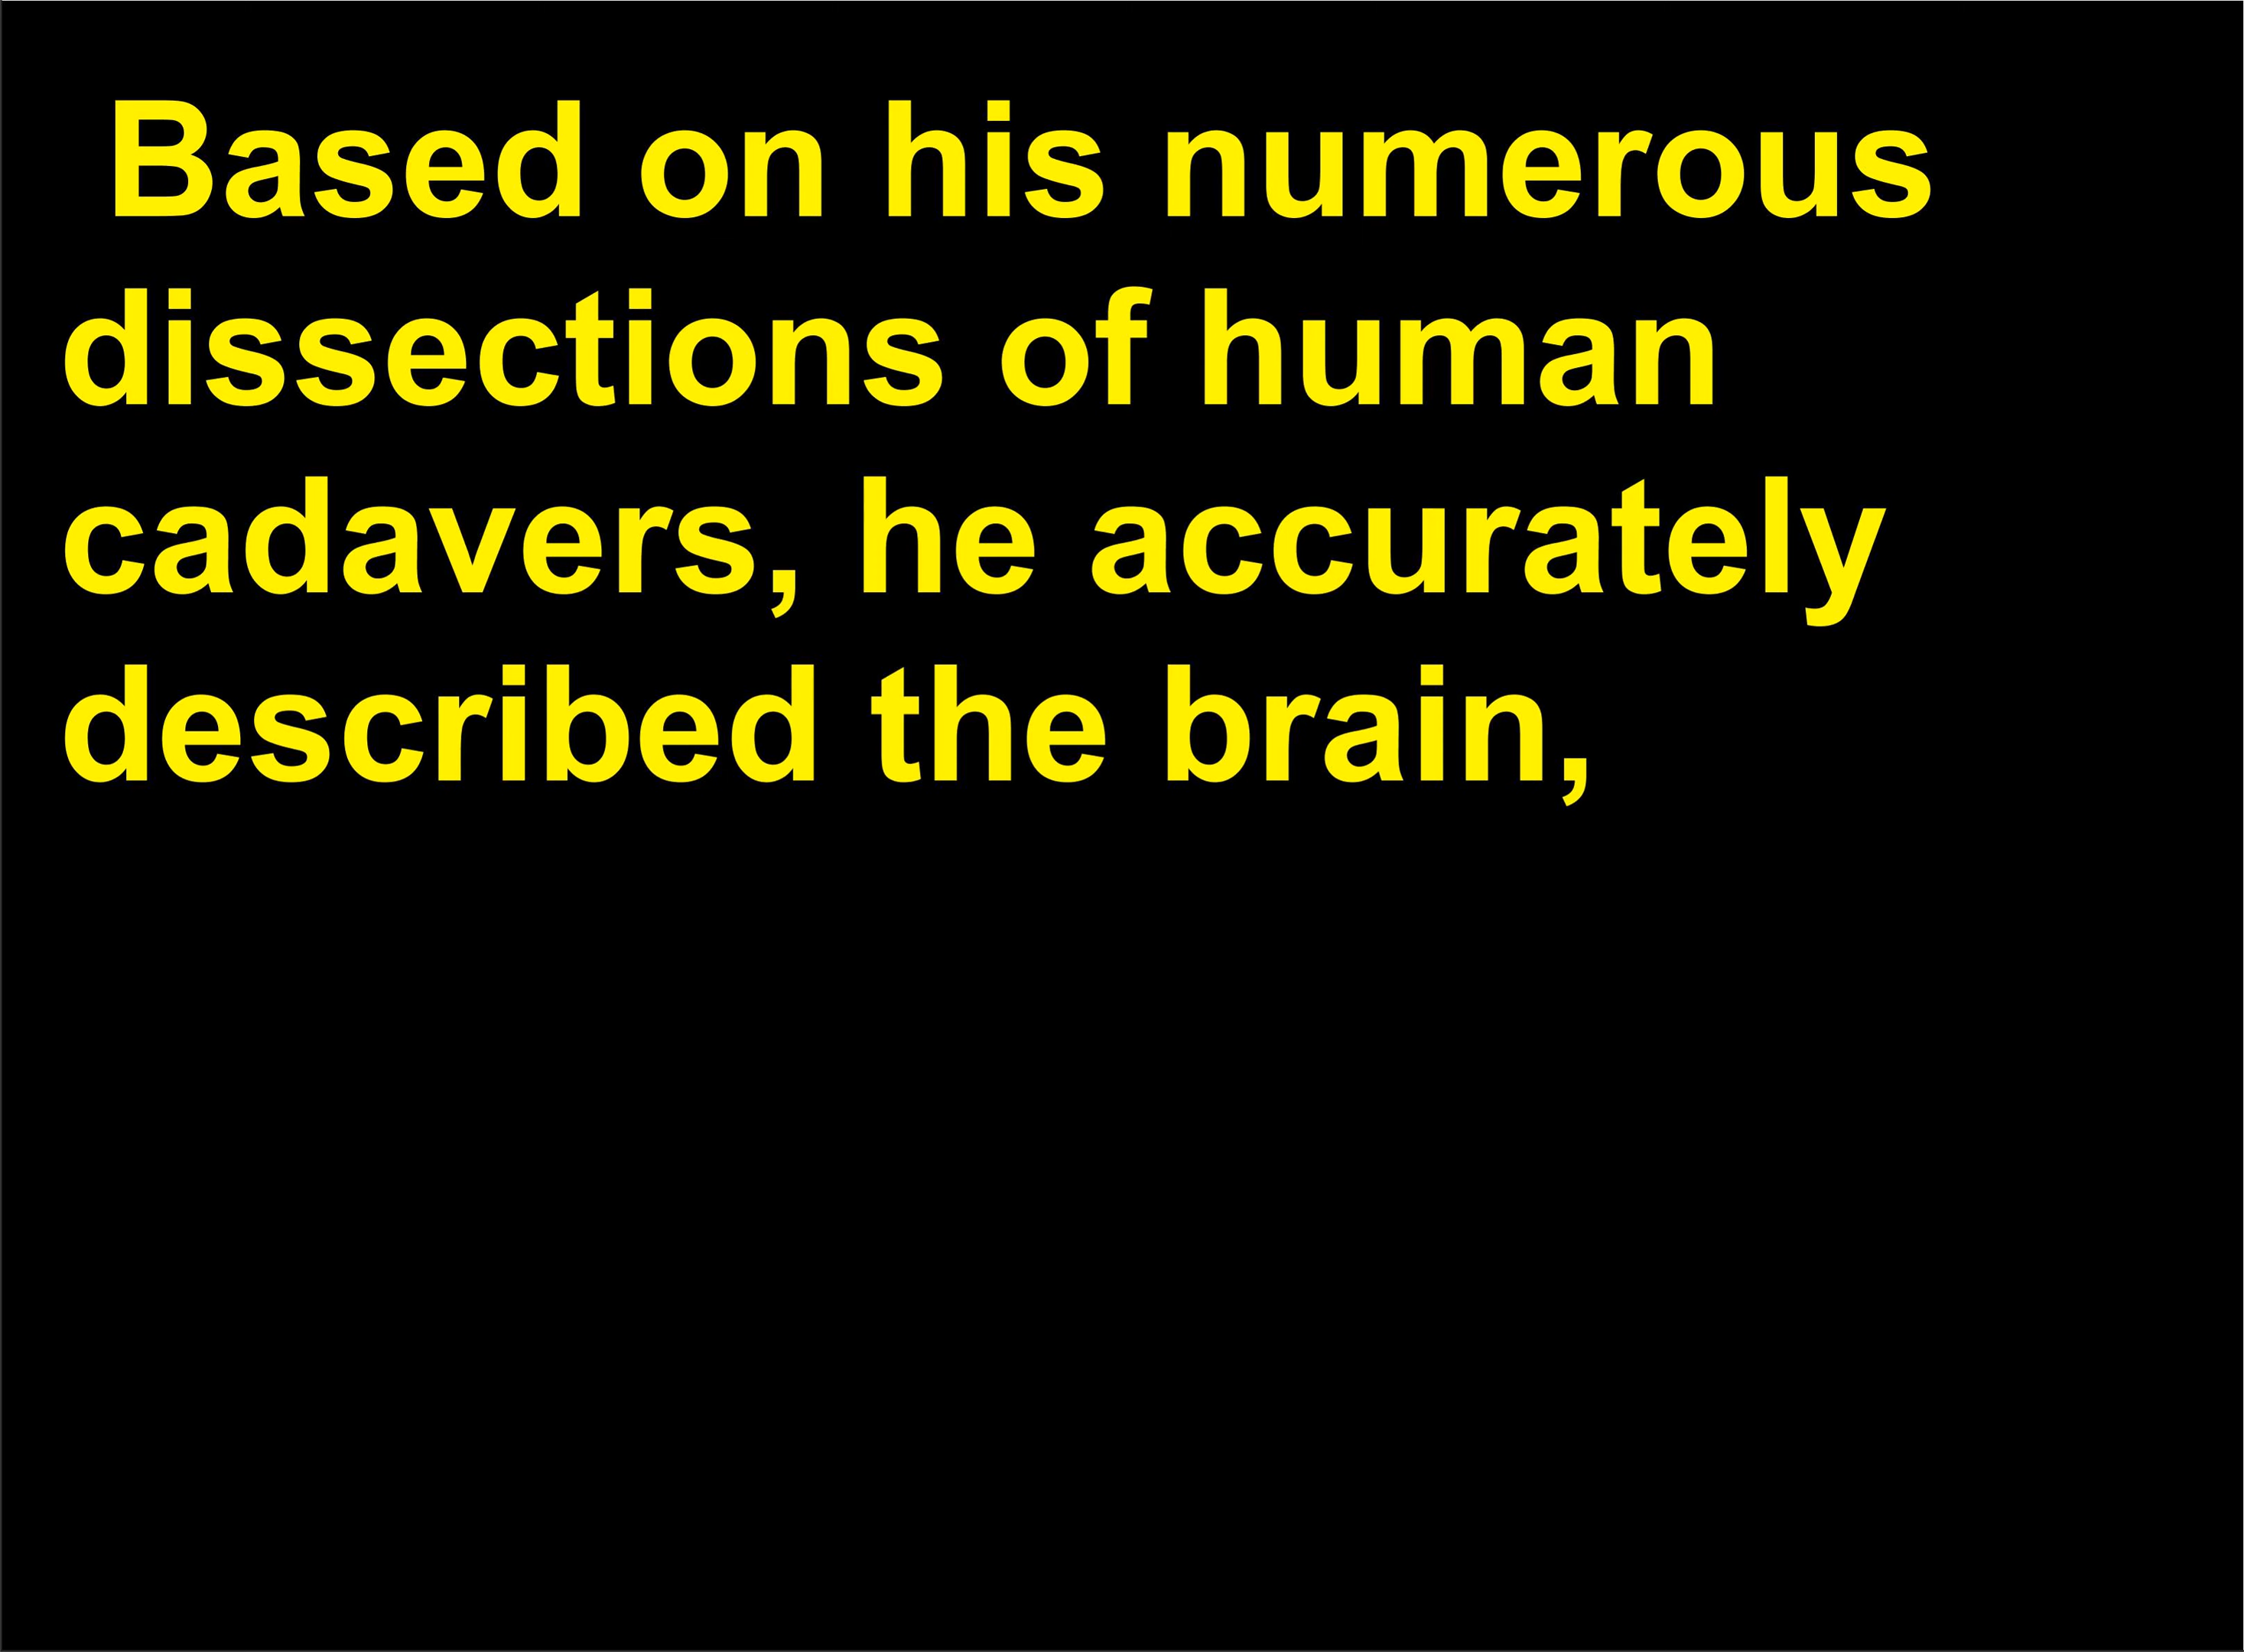 Based on his numerous
dissections of human
cadavers, he accurately
described the brain,